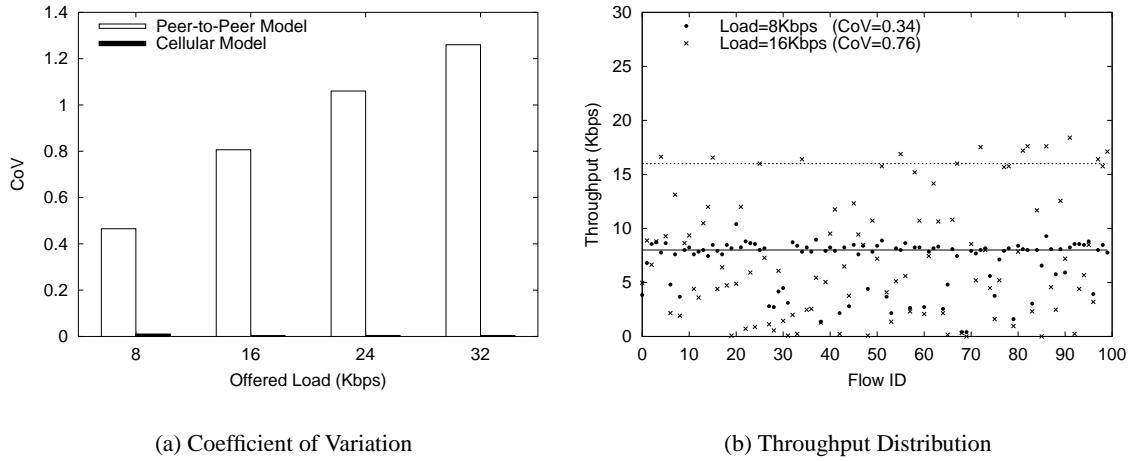 1.4
1.2
1
0.8
0.6
0.4
0.2
0
CoV
Peer-to-Peer Model
Cellular Model
8 16 24 32
Offered Load (Kbps)
(a) Coefficient of Variation
30
25
20
15
10
5
0
Throughput (Kbps)
Load=8Kbps (CoV=0.34)
Load=16Kbps (CoV=0.76)
0 10 20 30 40 50 60 70 80 90 100
Flow ID
(b) Throughput Distribution